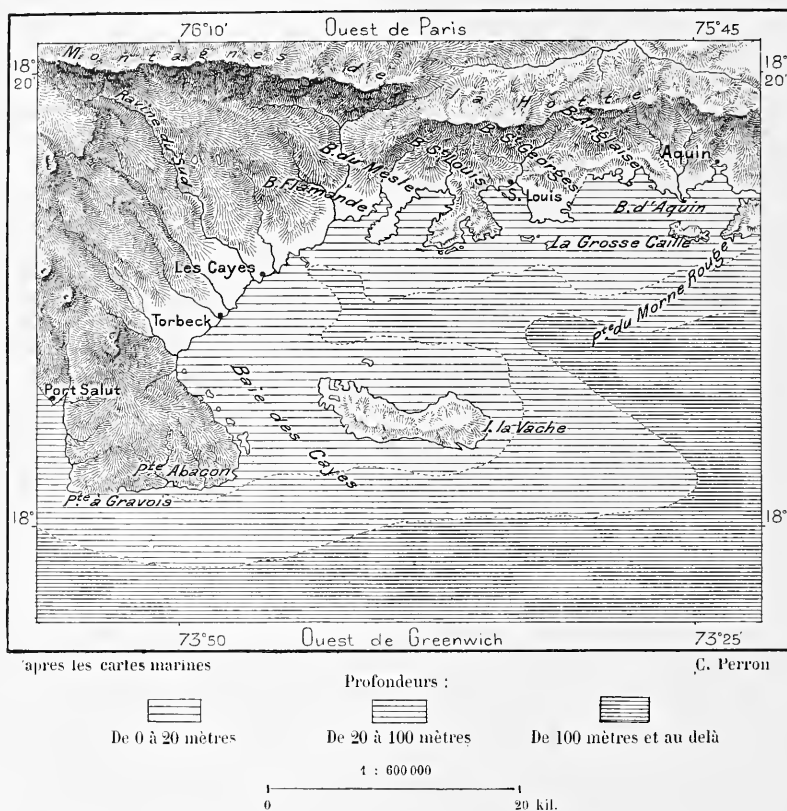 76°10' Ouest de Paris 75°45
Montagnes de la Hotte
18° 20' 18° 20'
Ravine du Sud
B. Flamande
B. du Mesle
B. St Louis
B. St Georges
B. Anglaise
Aquin
S. Louis
B. d'Aquin
La Grosse Caille
Les Cayes
Pte du Morne Rouge
Torbeck
Port Salut
Baie des Cayes
I. la Vache
Pte Abacou
Pte à Gravois
18° 18°
73°50 Ouest de Greenwich 73°25'
'après les cartes marines C. Perron
Profondeurs :
De 0 à 20 mètres De 20 à 100 mètres De 100 mètres et au delà
1 : 600 000
0 20 kil.